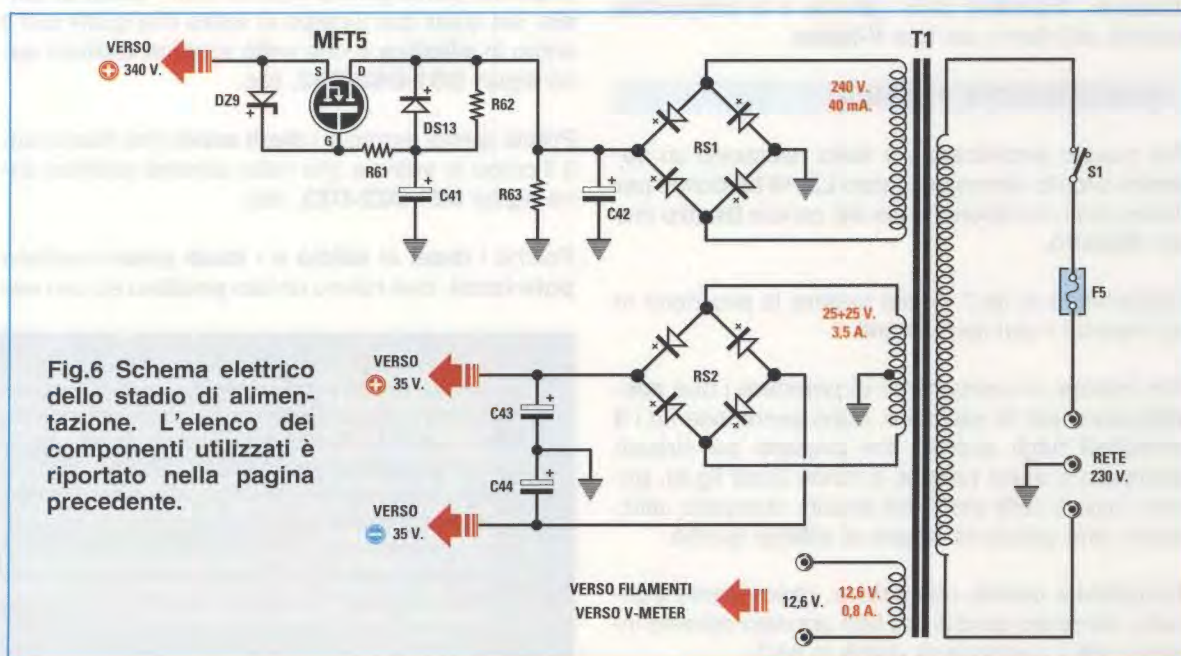 VERSO
+ 340 V.
MFT5
S
D
G
DZ9
R61
DS13
R62
C41
R63
C42
RS1
240 V.
40 mA.
T1
S1
F5
RETE
230 V.
25+25 V.
3,5 A.
RS2
VERSO
+ 35 V.
C43
C44
VERSO
- 35 V.
VERSO FILAMENTI
VERSO V-METER
12,6 V.
12,6 V.
0,8 A.
Fig.6 Schema elettrico
dello stadio di alimen-
tazione. L'elenco dei
componenti utilizzati è
riportato nella pagina
precedente.